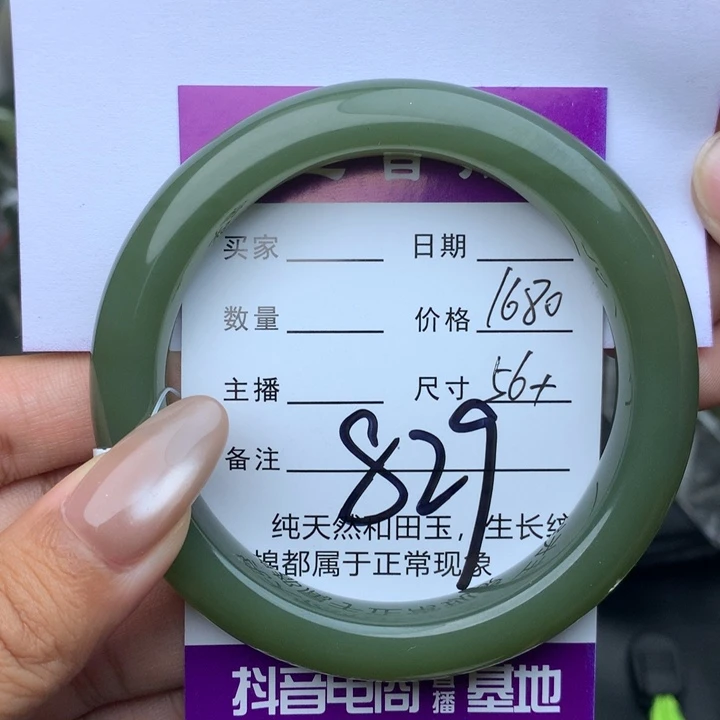 买家 日期
数量 价格 1680
主播 尺寸 56+
备注 829
纯天然和田玉，生长纹
棉都属于正常现象
抖音电商直播基地